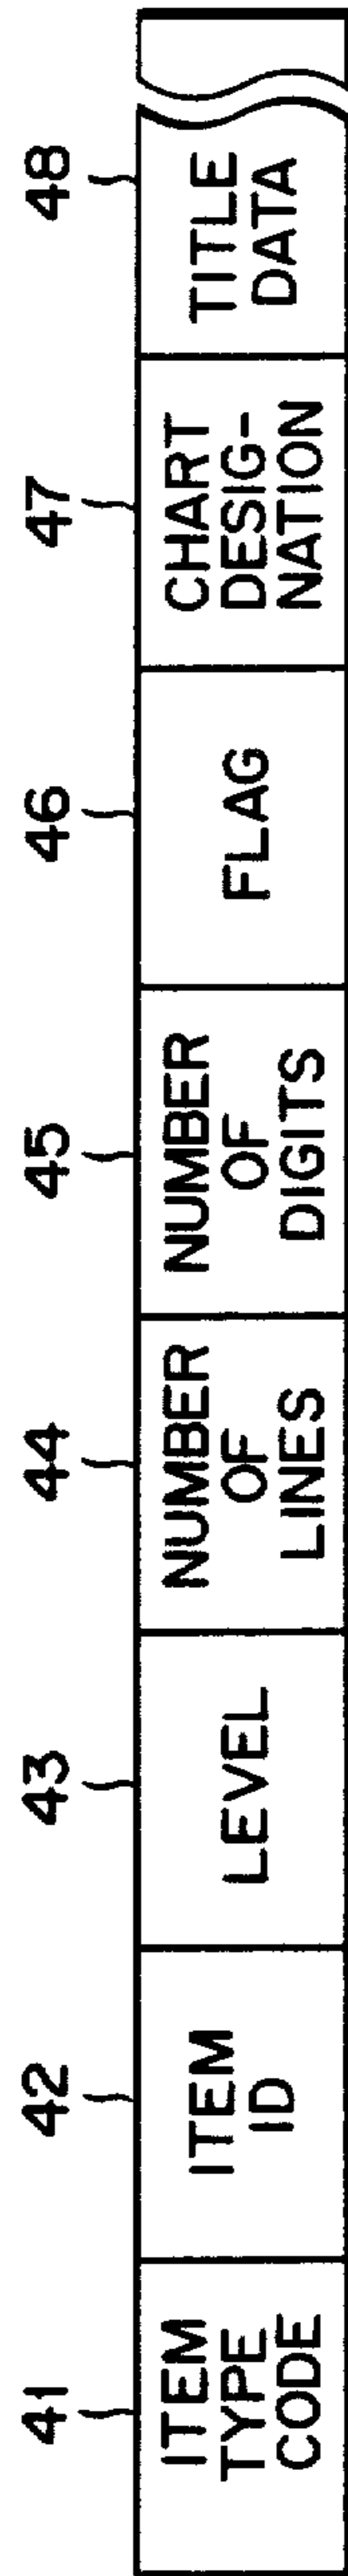 41 42 43 44 45 46 47 48
ITEM
TYPE
CODE
ITEM
ID
LEVEL
NUMBER
OF
LINES
NUMBER
OF
DIGITS
FLAG
CHART
DESIG-
NATION
TITLE
DATA